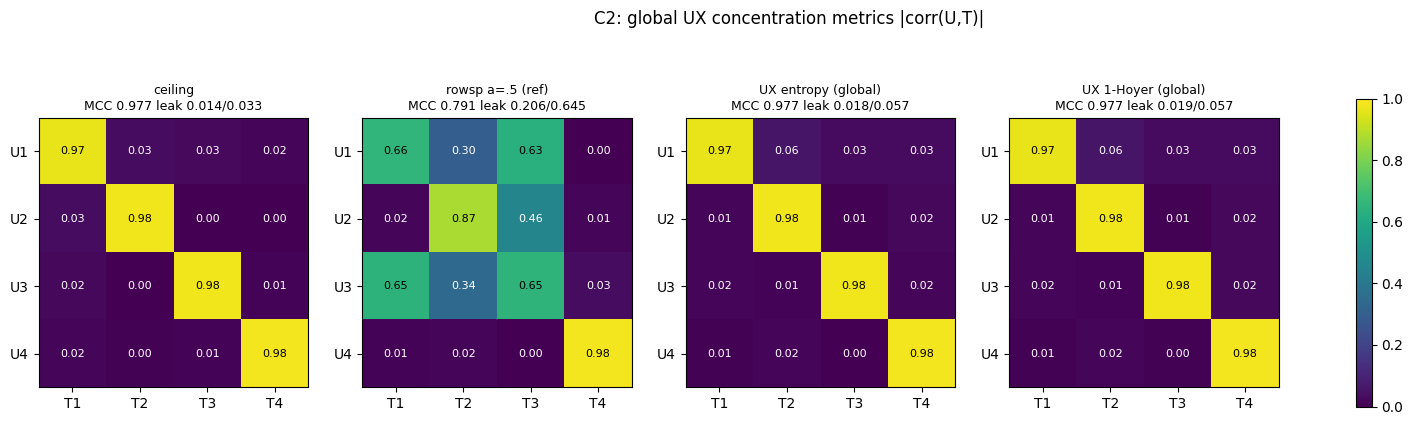 C2: global UX concentration metrics |corr(U,T)|
ceiling
MCC 0.977 leak 0.014/0.033
U1 0.97 0.03 0.03 0.02
U2 0.03 0.98 0.00 0.00
U3 0.02 0.00 0.98 0.01
U4 0.02 0.00 0.01 0.98
T1 T2 T3 T4
rowsp a=.5 (ref)
MCC 0.791 leak 0.206/0.645
U1 0.66 0.30 0.63 0.00
U2 0.02 0.87 0.46 0.01
U3 0.65 0.34 0.65 0.03
U4 0.01 0.02 0.00 0.98
T1 T2 T3 T4
UX entropy (global)
MCC 0.977 leak 0.018/0.057
U1 0.97 0.06 0.03 0.03
U2 0.01 0.98 0.01 0.02
U3 0.02 0.01 0.98 0.02
U4 0.01 0.02 0.00 0.98
T1 T2 T3 T4
UX 1-Hoyer (global)
MCC 0.977 leak 0.019/0.057
U1 0.97 0.06 0.03 0.03
U2 0.01 0.98 0.01 0.02
U3 0.02 0.01 0.98 0.02
U4 0.01 0.02 0.00 0.98
T1 T2 T3 T4
1.0
0.8
0.6
0.4
0.2
0.0